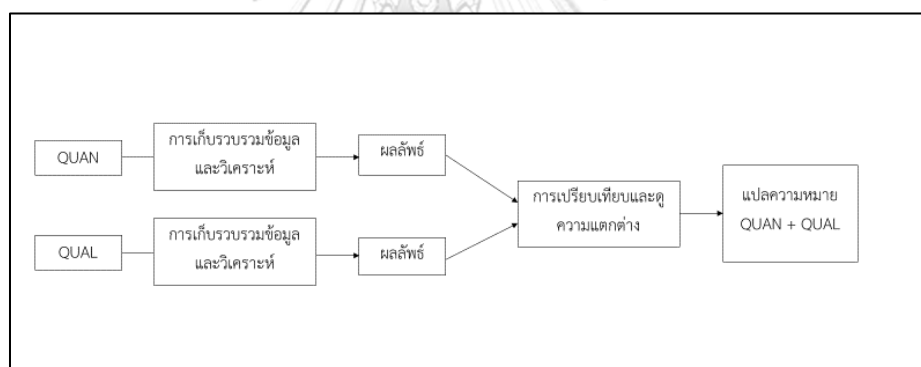 QUAN
การเก็บรวบรวมข้อมูล
และวิเคราะห์
ผลลัพธ์
QUAL
การเก็บรวบรวมข้อมูล
และวิเคราะห์
ผลลัพธ์
การเปรียบเทียบและดู
ความแตกต่าง
แปลความหมาย
QUAN + QUAL